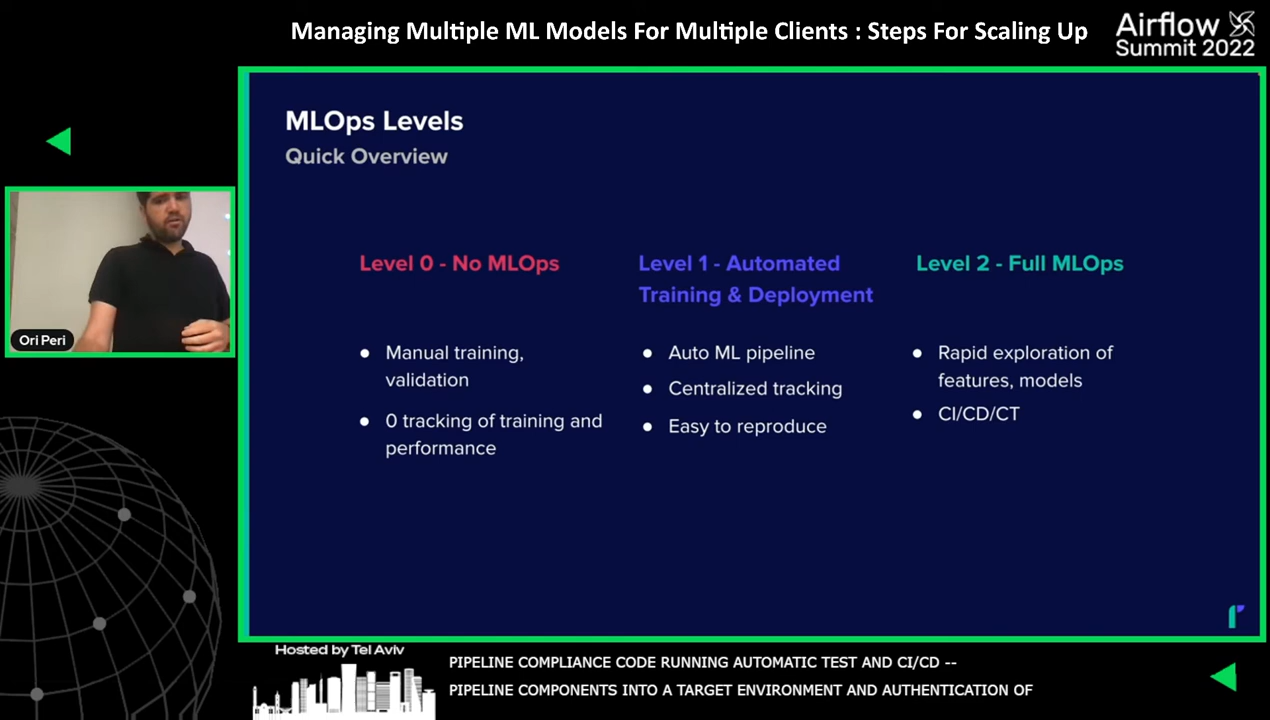 Managing Multiple ML Models For Multiple Clients : Steps For Scaling Up
Airflow
Summit 2022
MLOps Levels
Quick Overview
Level 0 - No MLOps
Manual training,
validation
0 tracking of training and
performance
Level 1 - Automated
Training & Deployment
Auto ML pipeline
Centralized tracking
Easy to reproduce
Level 2 - Full MLOps
Rapid exploration of
features, models
CI/CD/CT
Ori Peri
Hosted by Tel Aviv
PIPELINE COMPLIANCE CODE RUNNING AUTOMATIC TEST AND CI/CD --
PIPELINE COMPONENTS INTO A TARGET ENVIRONMENT AND AUTHENTICATION OF